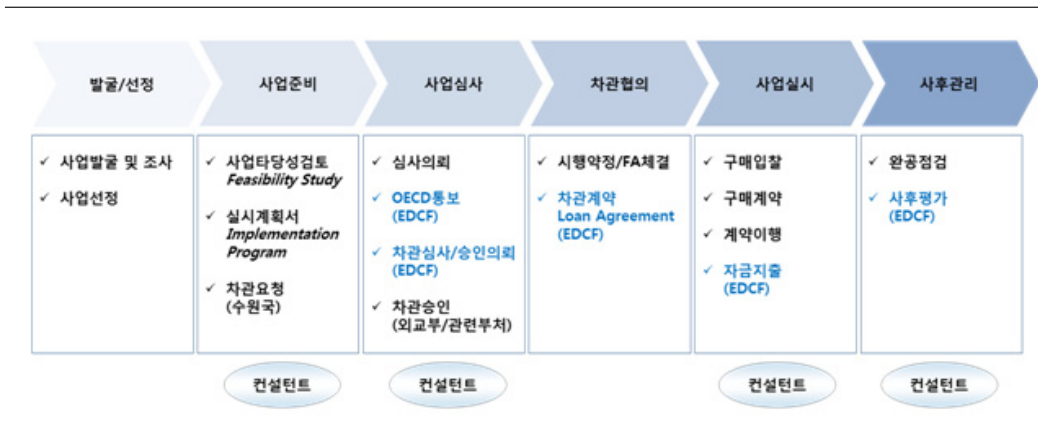 발굴/선정
사업준비
사업심사
차관협의
사업실시
사후관리
✓ 사업발굴 및 조사
✓ 사업선정
✓ 사업타당성검토
Feasibility Study
✓ 실시계획서
Implementation
Program
✓ 차관요청
(수원국)
✓ 심사의뢰
✓ OECD통보
(EDCF)
✓ 차관심사/승인의뢰
(EDCF)
✓ 차관승인
(외교부/관련부처)
✓ 시행약정/FA체결
✓ 차관계약
Loan Agreement
(EDCF)
✓ 구매입찰
✓ 구매계약
✓ 계약이행
✓ 자금지출
(EDCF)
✓ 완공점검
✓ 사후평가
(EDCF)
컨설턴트
컨설턴트
컨설턴트
컨설턴트